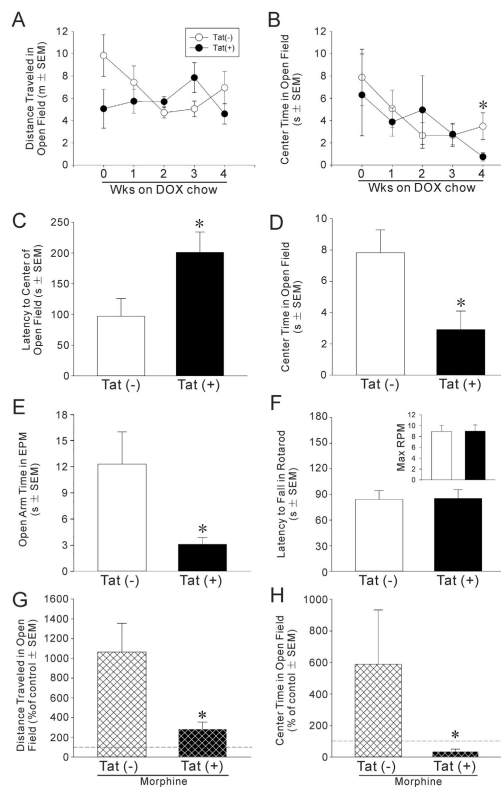 A
Distance Traveled in
Open Field (m ± SEM)
12
10
8
6
4
2
0
Tat(-)
Tat(+)
0 1 2 3 4
Wks on DOX chow
B
Center Time in Open Field
(s ± SEM)
12
10
8
6
4
2
0
*
0 1 2 3 4
Wks on DOX chow
C
Latency to Center of
Open Field (s ± SEM)
250
200
150
100
50
0
*
Tat (-) Tat (+)
D
Center Time in Open Field
(s ± SEM)
8
6
4
2
0
*
Tat (-) Tat (+)
E
Open Arm Time in EPM
(s ± SEM)
15
12
9
6
3
0
*
Tat (-) Tat (+)
F
Latency to Fall in Rotarod
(s ± SEM)
180
150
120
90
60
30
0
Max RPM
14
12
10
8
6
4
2
0
Tat (-) Tat (+)
G
Distance Traveled in Open
Field (%of control ± SEM)
1600
1400
1200
1000
800
600
400
200
0
*
Tat (-) Tat (+)
Morphine
H
Center Time in Open Field
(% of contol ± SEM)
1000
800
600
400
200
0
*
Tat (-) Tat (+)
Morphine